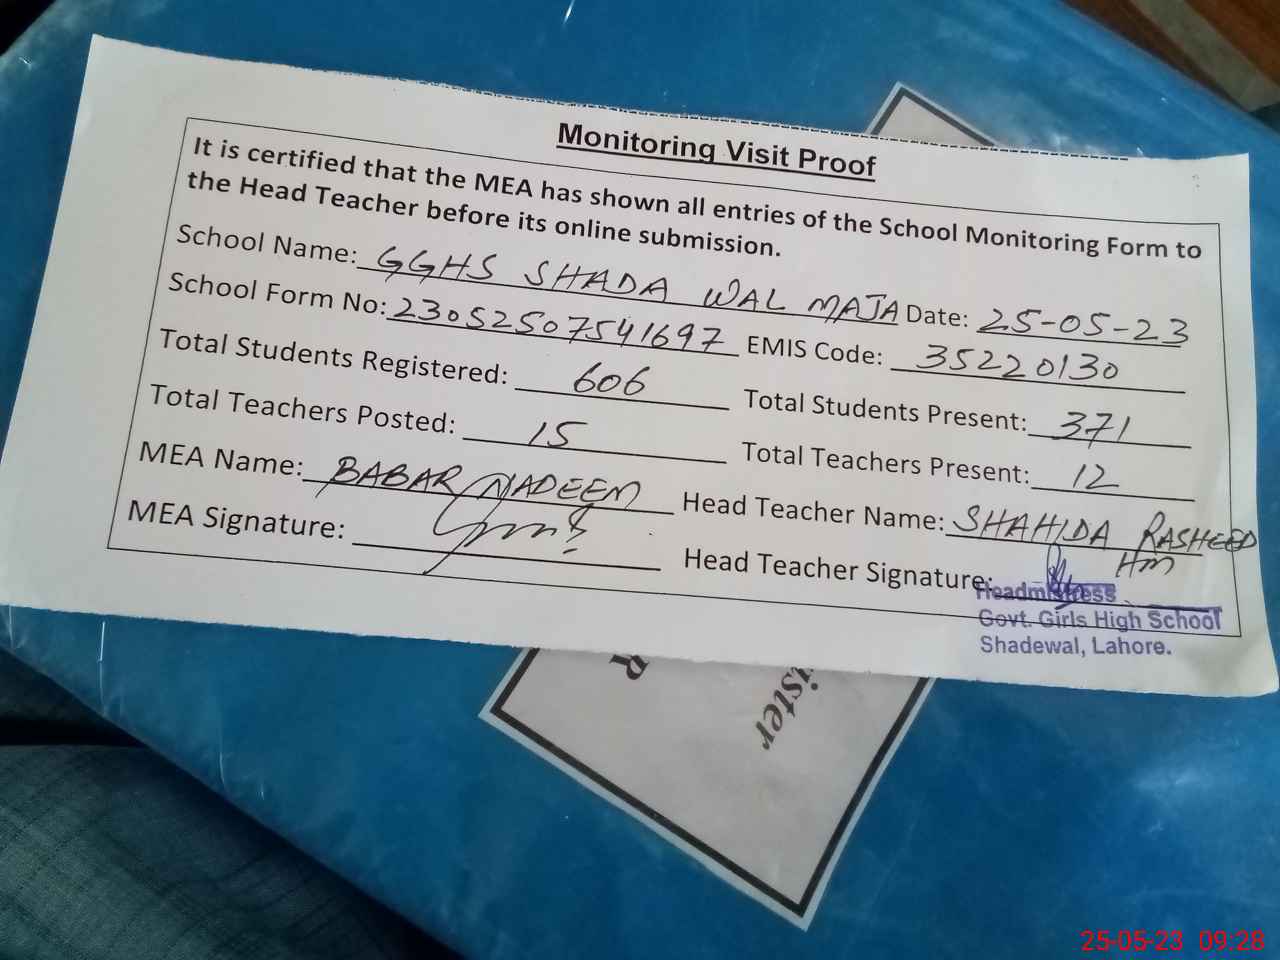 Monitoring Visit Proof
It is certified that the MEA has shown all entries of the School Monitoring Form to
the Head Teacher before its online submission.
School Name: GGHS SHADA WAL MAJA Date: 25-05-23
School Form No: 23052507541697 EMIS Code: 35220130
Total Students Registered: 606 Total Students Present: 371
Total Teachers Posted: 15 Total Teachers Present: 12
MEA Name: BABAR NADEEM Head Teacher Name: SHAHIDA RASHEED
HM
MEA Signature: Head Teacher Signature:
Headmistress
Govt. Girls High School
Shadewal, Lahore.
ister
R
25-05-23 09:28